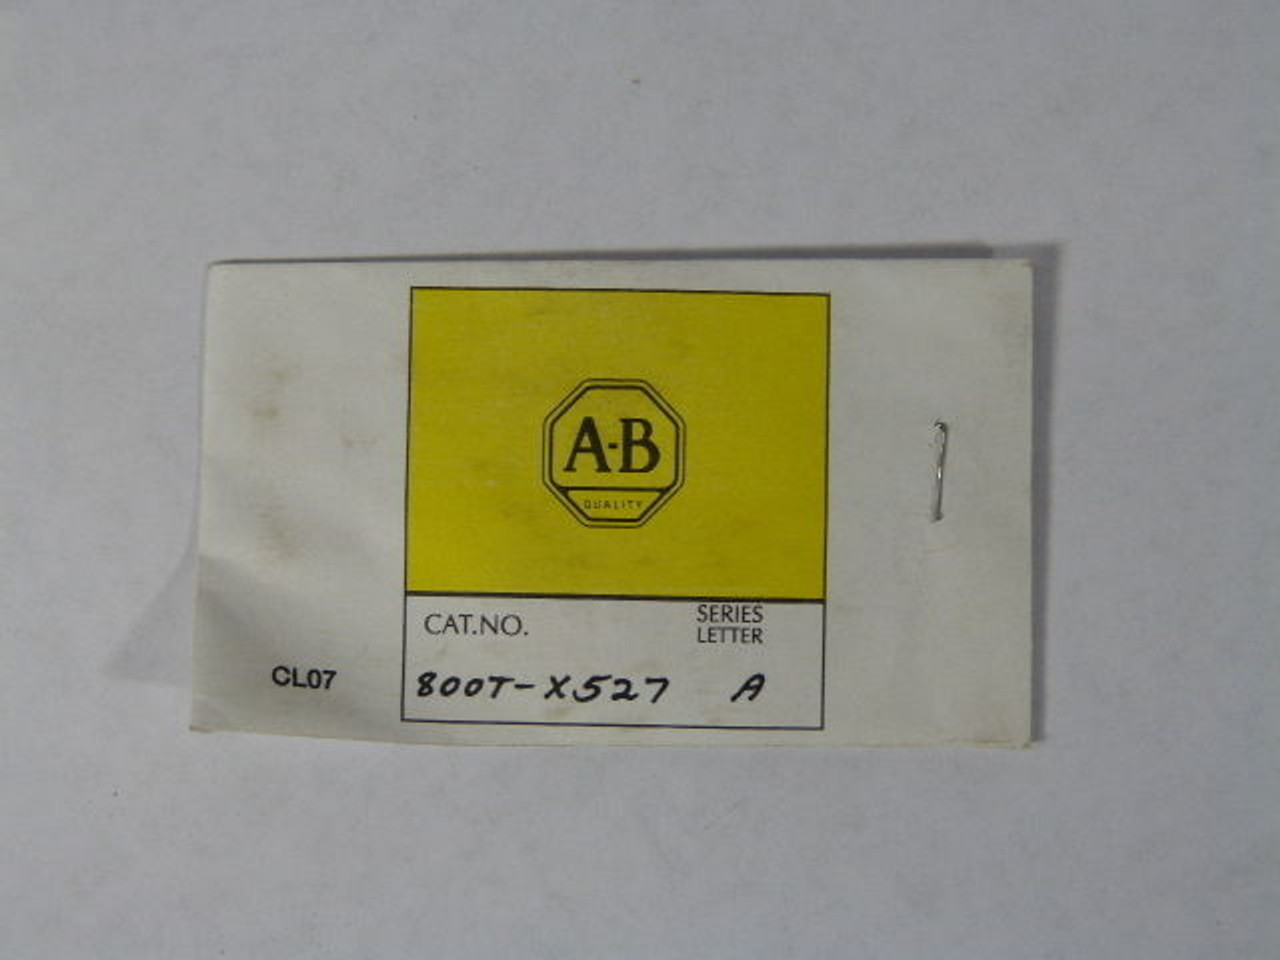 A-B
QUALITY
CAT.NO.
SERIES
LETTER
CL07
800T-X527 A